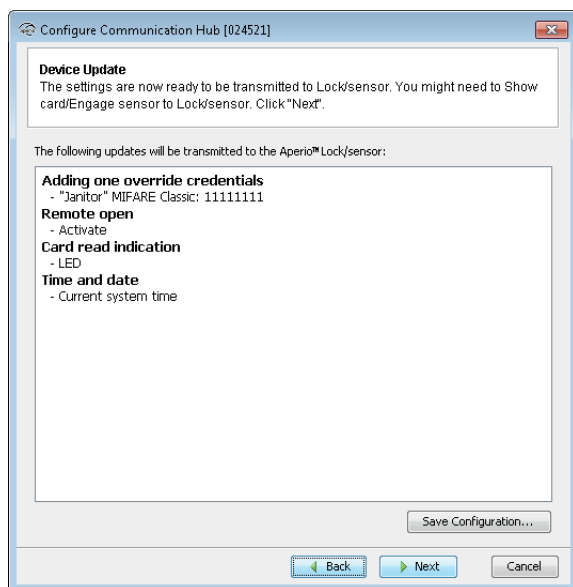 Configure Communication Hub [024521]
Device Update
The settings are now ready to be transmitted to Lock/sensor. You might need to Show
card/Engage sensor to Lock/sensor. Click "Next".
The following updates will be transmitted to the Aperio™ Lock/sensor:
Adding one override credentials
- "Janitor" MIFARE Classic: 11111111
Remote open
- Activate
Card read indication
- LED
Time and date
- Current system time
Save Configuration...
Back
Next
Cancel